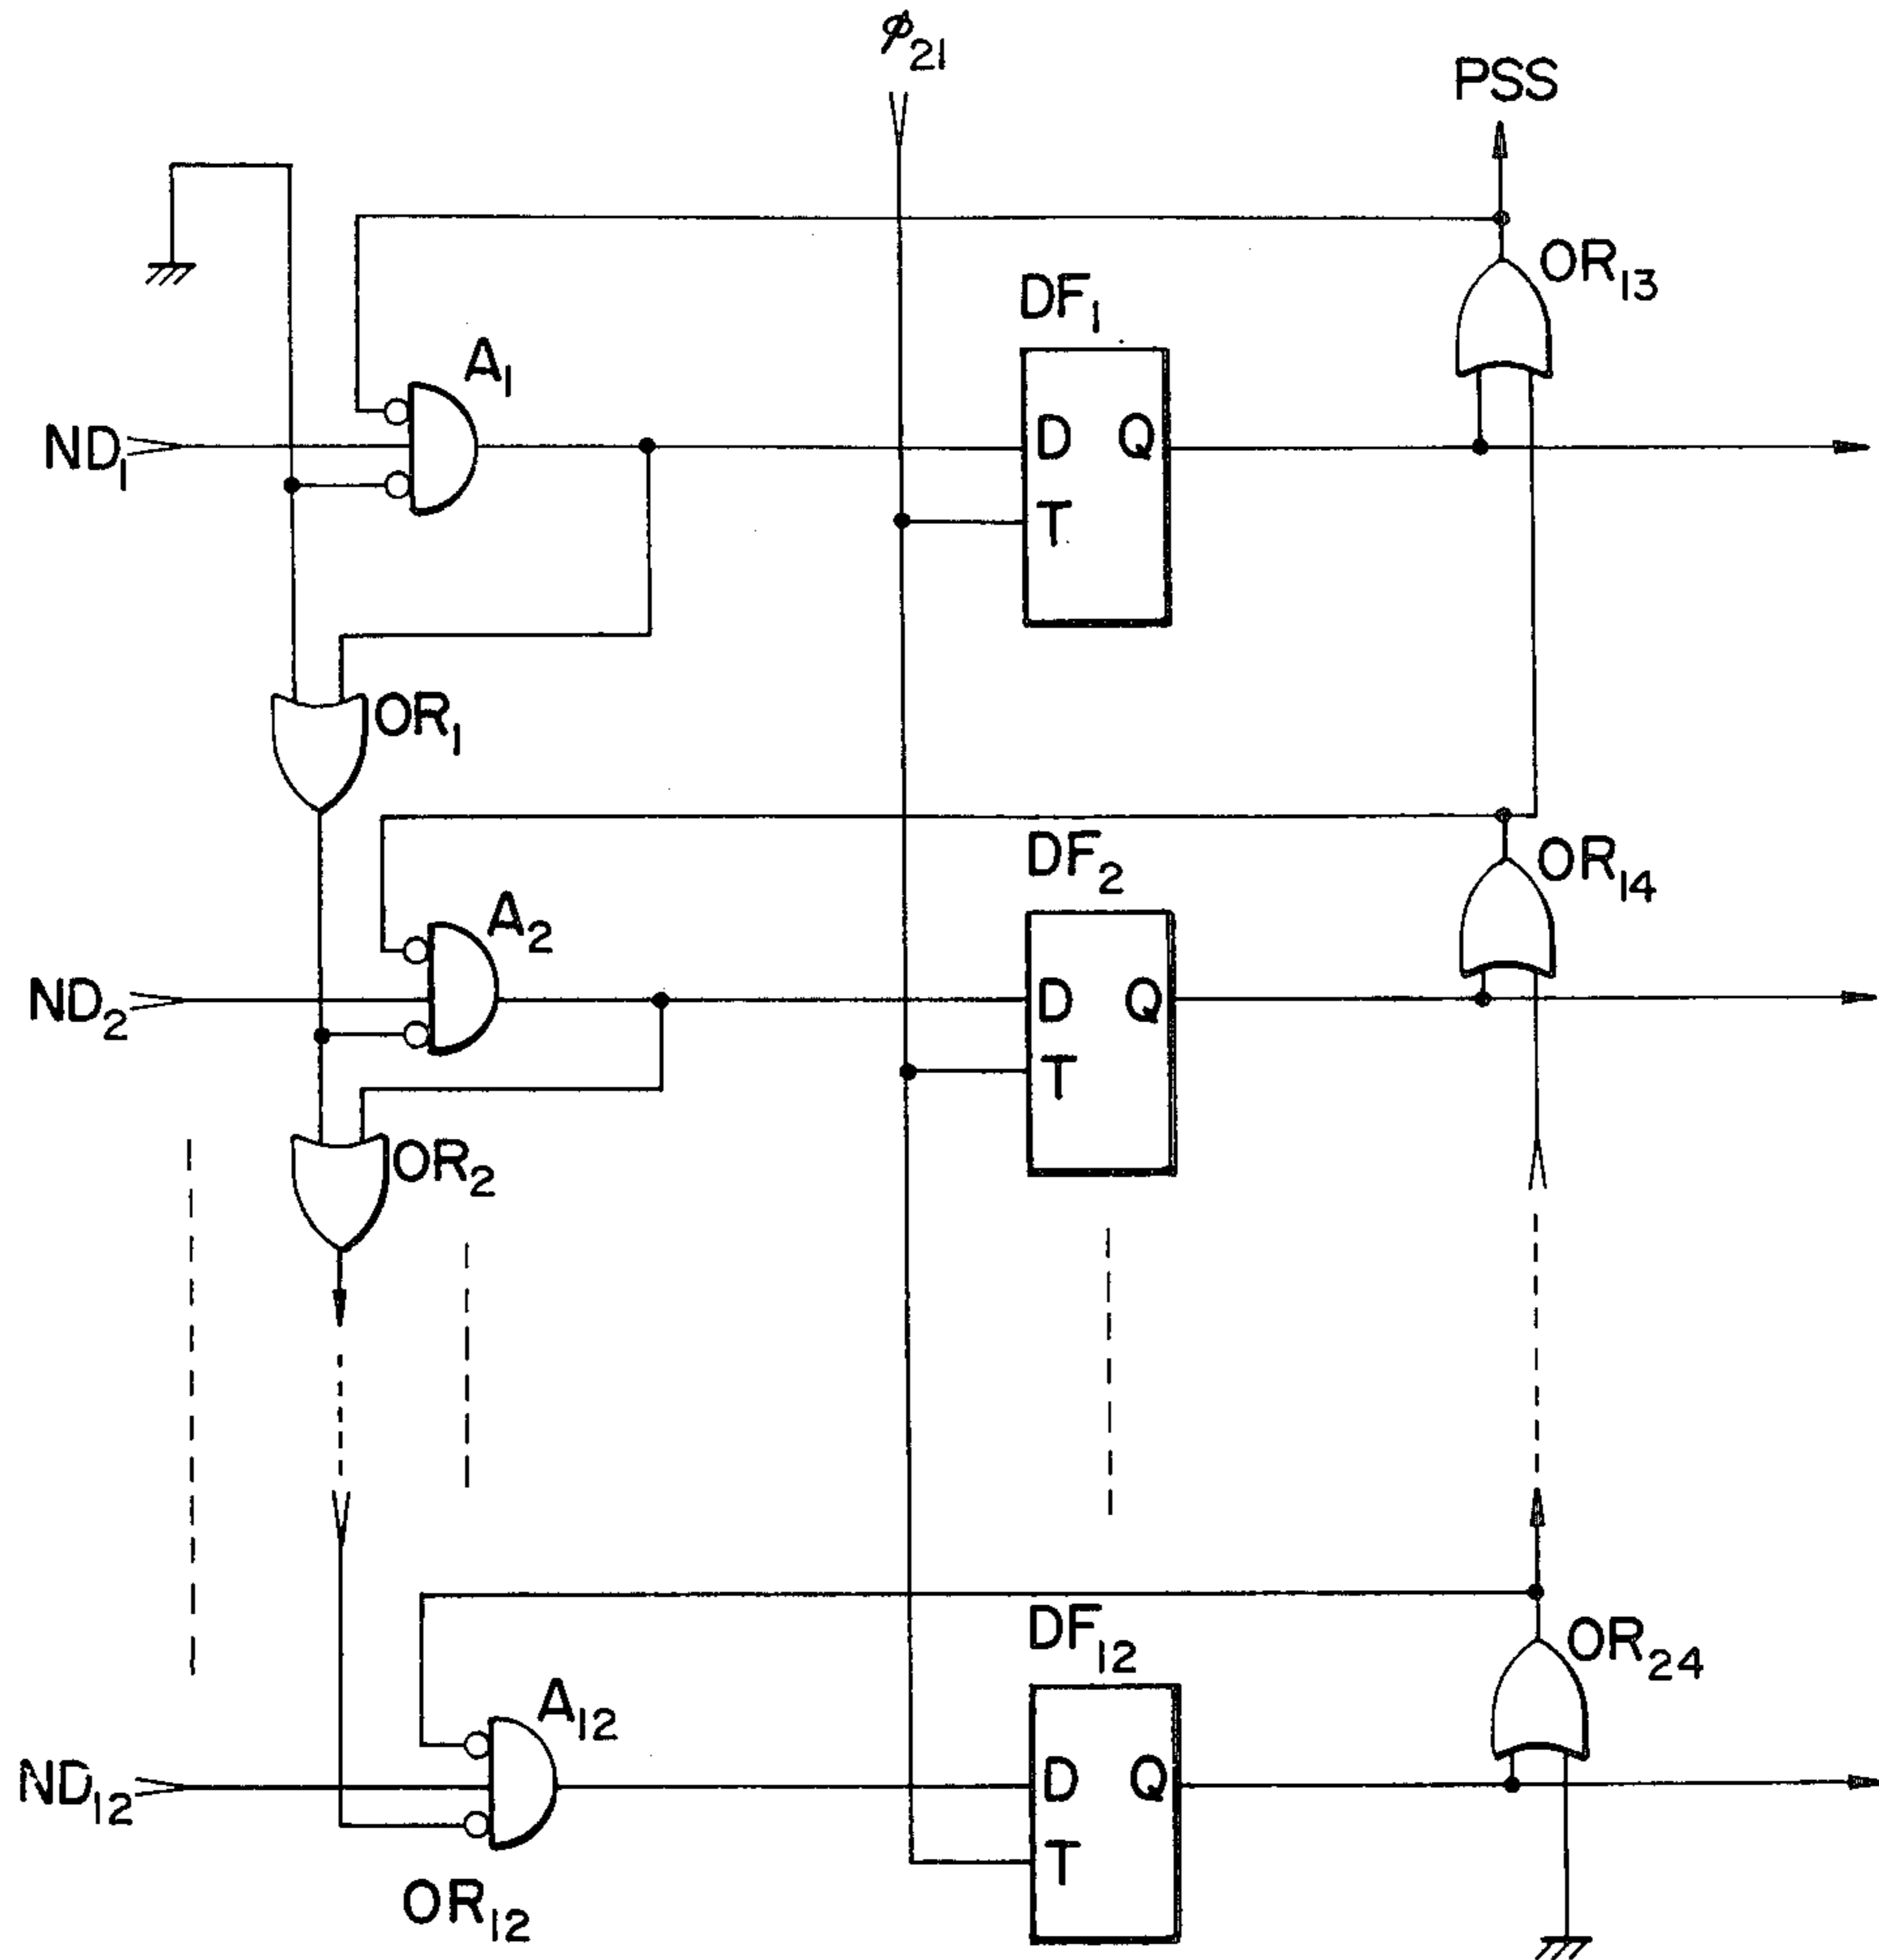 φ₂₁
PSS
OR₁₃
DF₁
A₁
ND₁
D Q
T
OR₁
DF₂
OR₁₄
A₂
ND₂
D Q
T
OR₂
DF₁₂
OR₂₄
A₁₂
ND₁₂
D Q
T
OR₁₂